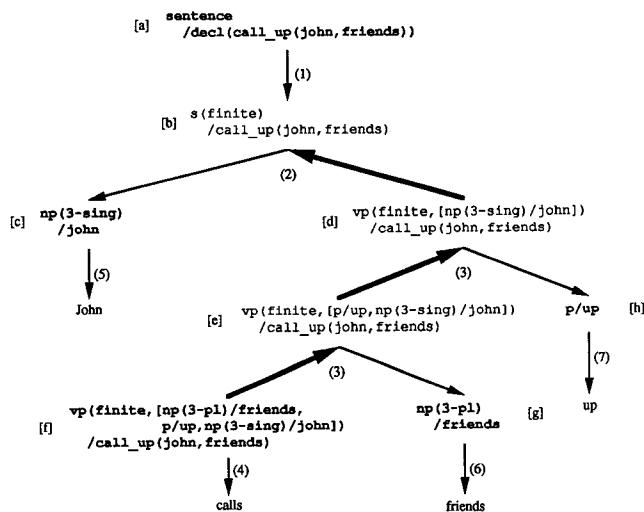 [a] sentence
/decl(call_up(john,friends))
(1)
[b] s(finite)
/call_up(john,friends)
(2)
[c] np(3-sing)
/john
[d] vp(finite,[np(3-sing)/john])
/call_up(john,friends)
(5)
(3)
John
[e] vp(finite,[p/up,np(3-sing)/john])
/call_up(john,friends)
p/up [h]
(3)
(7)
[f] vp(finite,[np(3-pl)/friends,
p/up,np(3-sing)/john])
/call_up(john,friends)
np(3-pl) [g]
/friends
up
(4)
(6)
calls
friends